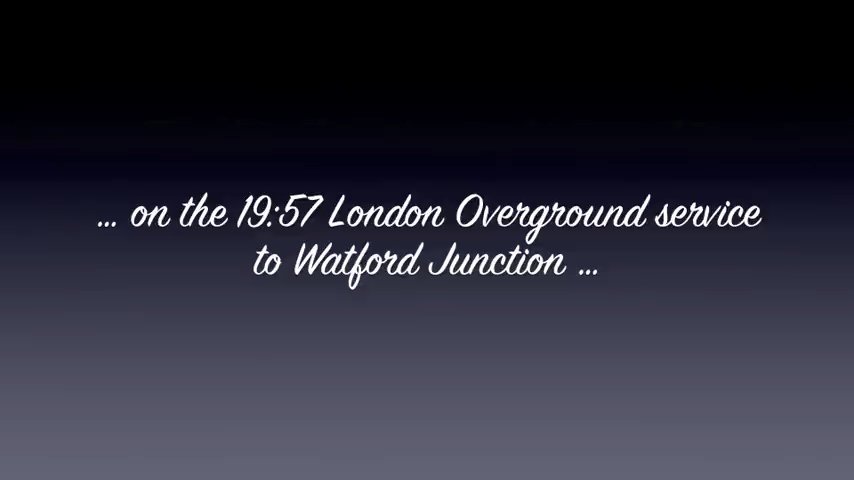 ... on the 19:57 London Overground service
to Watford Junction ...